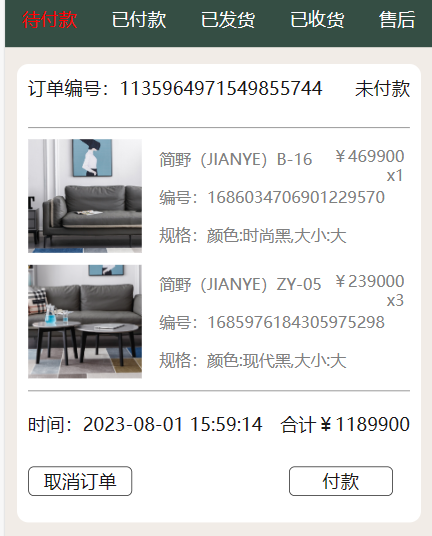 待付款 已付款 已发货 已收货 售后
订单编号：1135964971549855744 未付款
简野（JIANYE）B-16 ￥469900
x1
编号：1686034706901229570
规格：颜色:时尚黑,大小:大
简野（JIANYE）ZY-05 ￥239000
x3
编号：1685976184305975298
规格：颜色:现代黑,大小:大
时间：2023-08-01 15:59:14 合计￥1189900
取消订单 付款